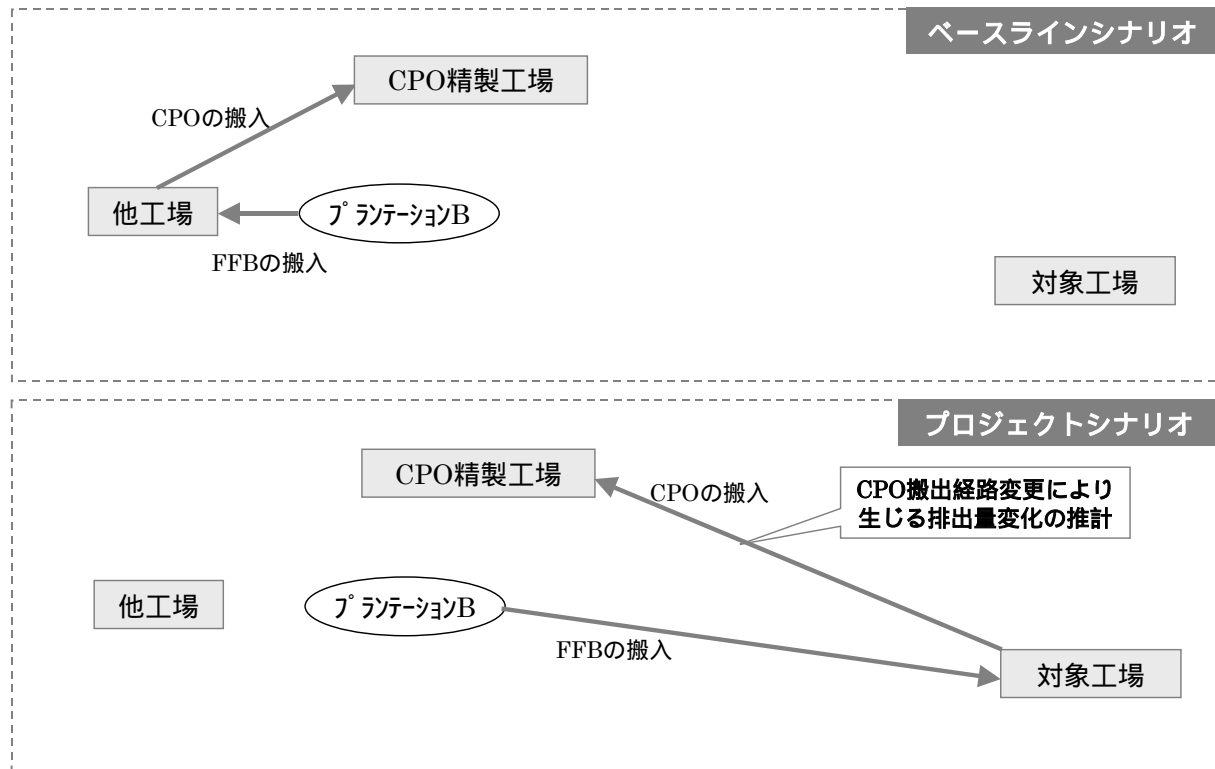 ベースラインシナリオ
CPO精製工場
CPOの搬入
他工場
ﾌﾟﾗﾝﾃｰｼｮﾝB
FFBの搬入
対象工場
プロジェクトシナリオ
CPO精製工場
CPOの搬入
CPO搬出経路変更により
生じる排出量変化の推計
他工場
ﾌﾟﾗﾝﾃｰｼｮﾝB
FFBの搬入
対象工場